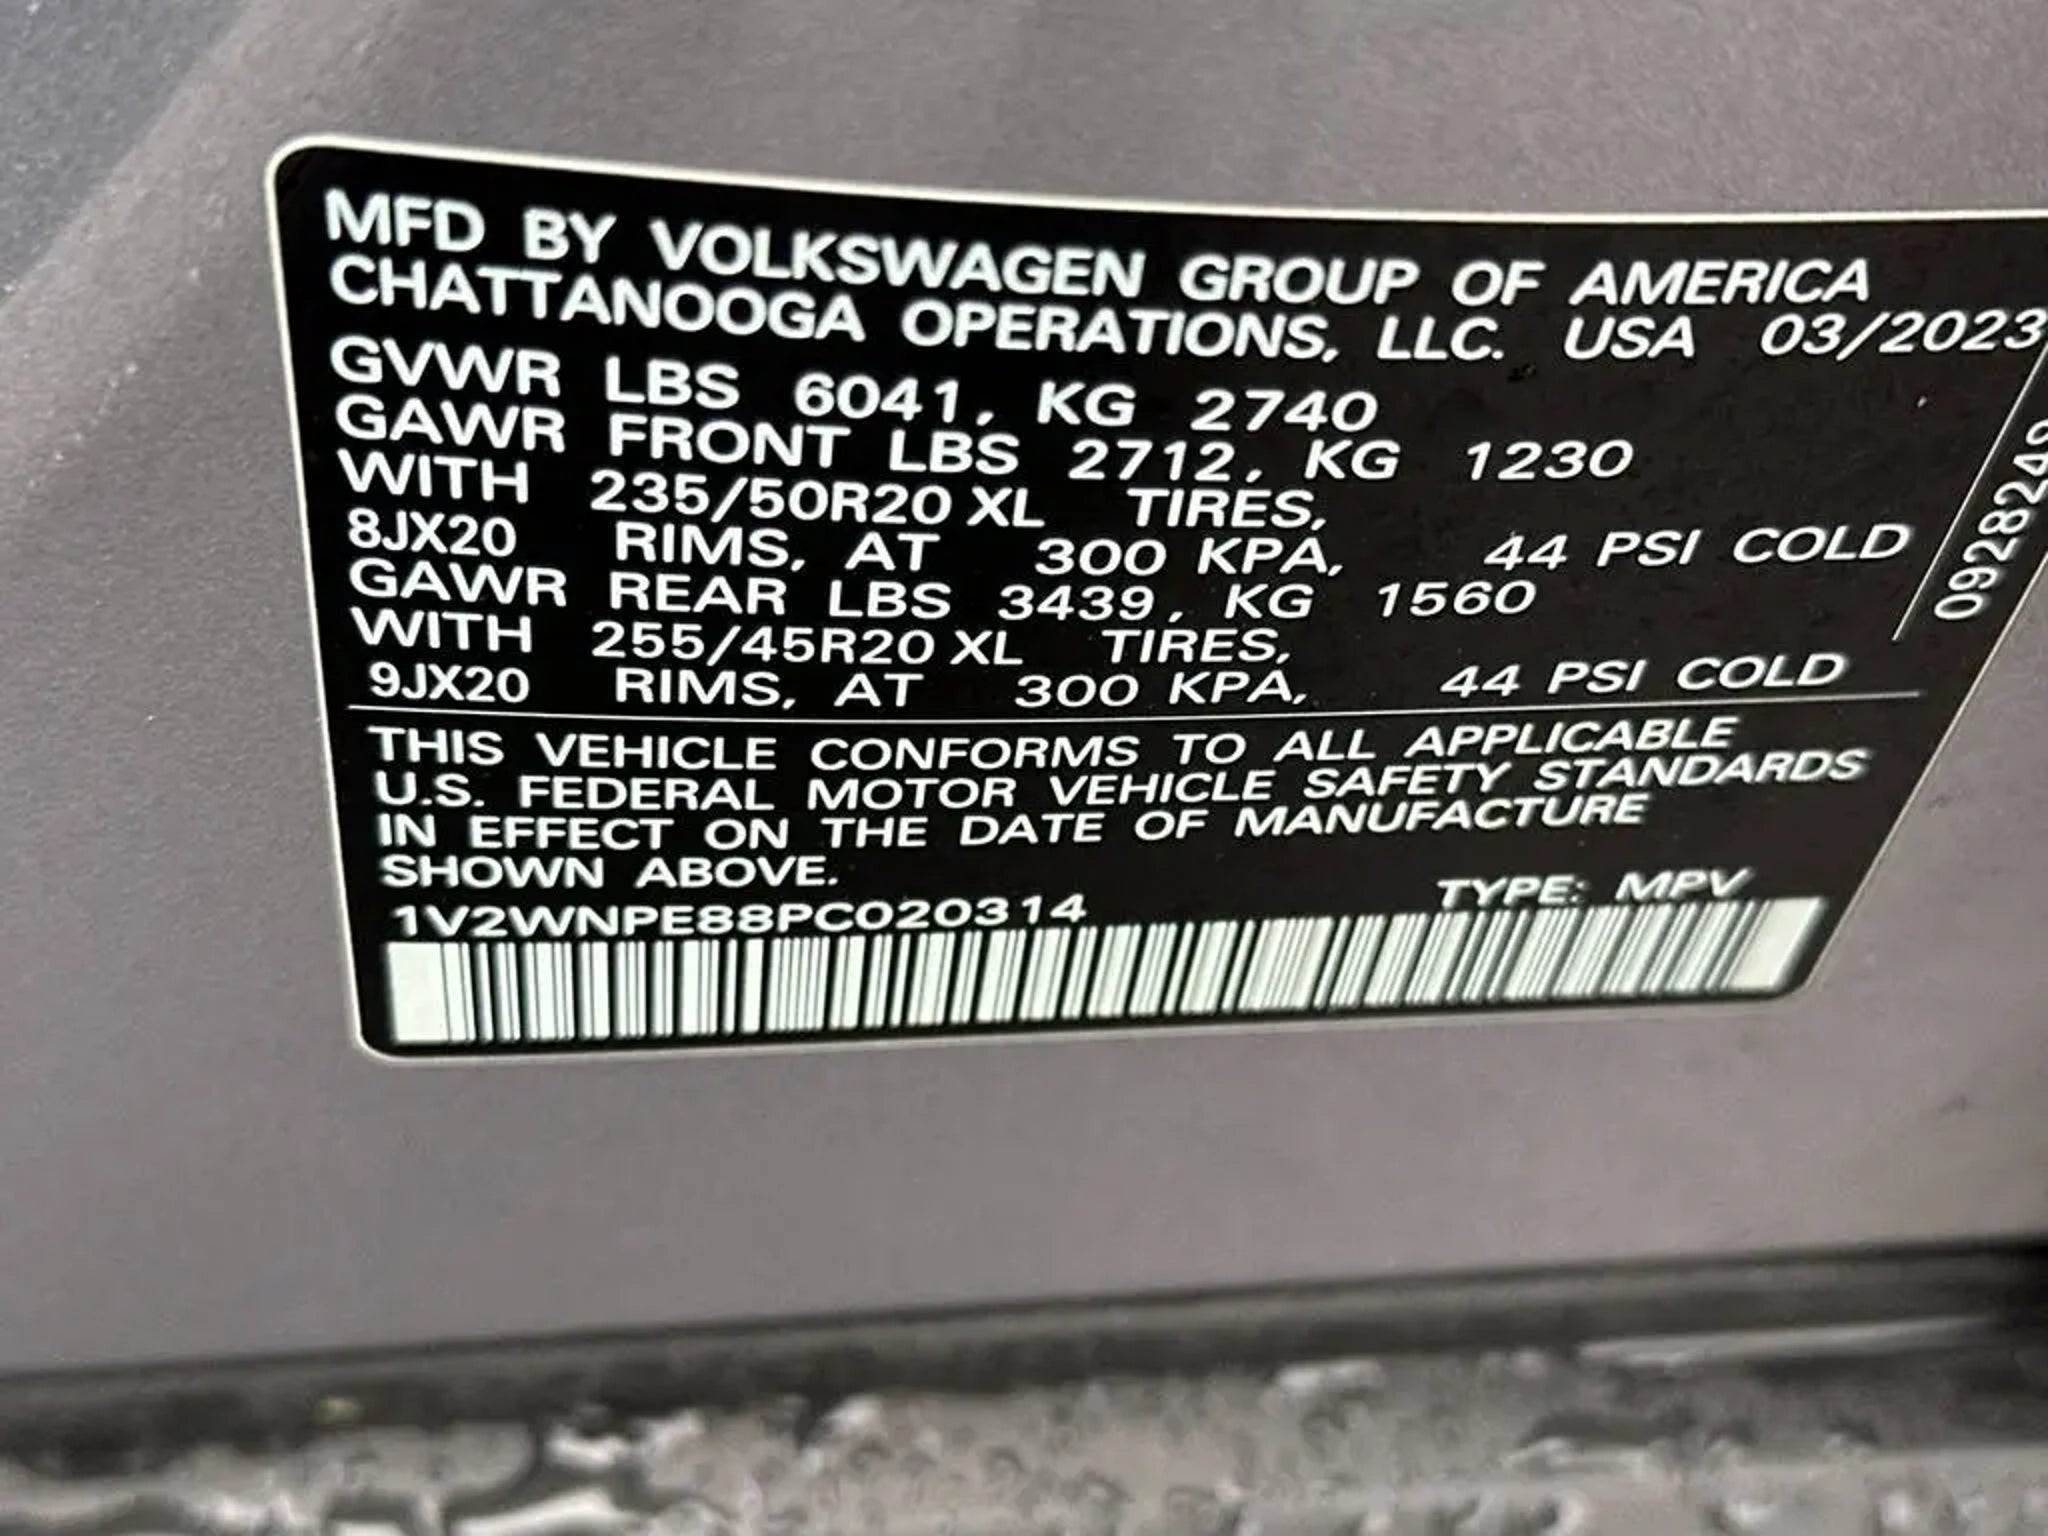 MFD BY VOLKSWAGEN GROUP OF AMERICA
CHATTANOOGA OPERATIONS, LLC. USA 03/2023
GVWR LBS 6041, KG 2740
GAWR FRONT LBS 2712, KG 1230
WITH 235/50R20 XL TIRES,
8JX20 RIMS, AT 300 KPA, 44 PSI COLD
GAWR REAR LBS 3439, KG 1560
WITH 255/45R20 XL TIRES,
9JX20 RIMS, AT 300 KPA, 44 PSI COLD
THIS VEHICLE CONFORMS TO ALL APPLICABLE
U.S. FEDERAL MOTOR VEHICLE SAFETY STANDARDS
IN EFFECT ON THE DATE OF MANUFACTURE
SHOWN ABOVE.
1V2WNPE88PC020314 TYPE: MPV